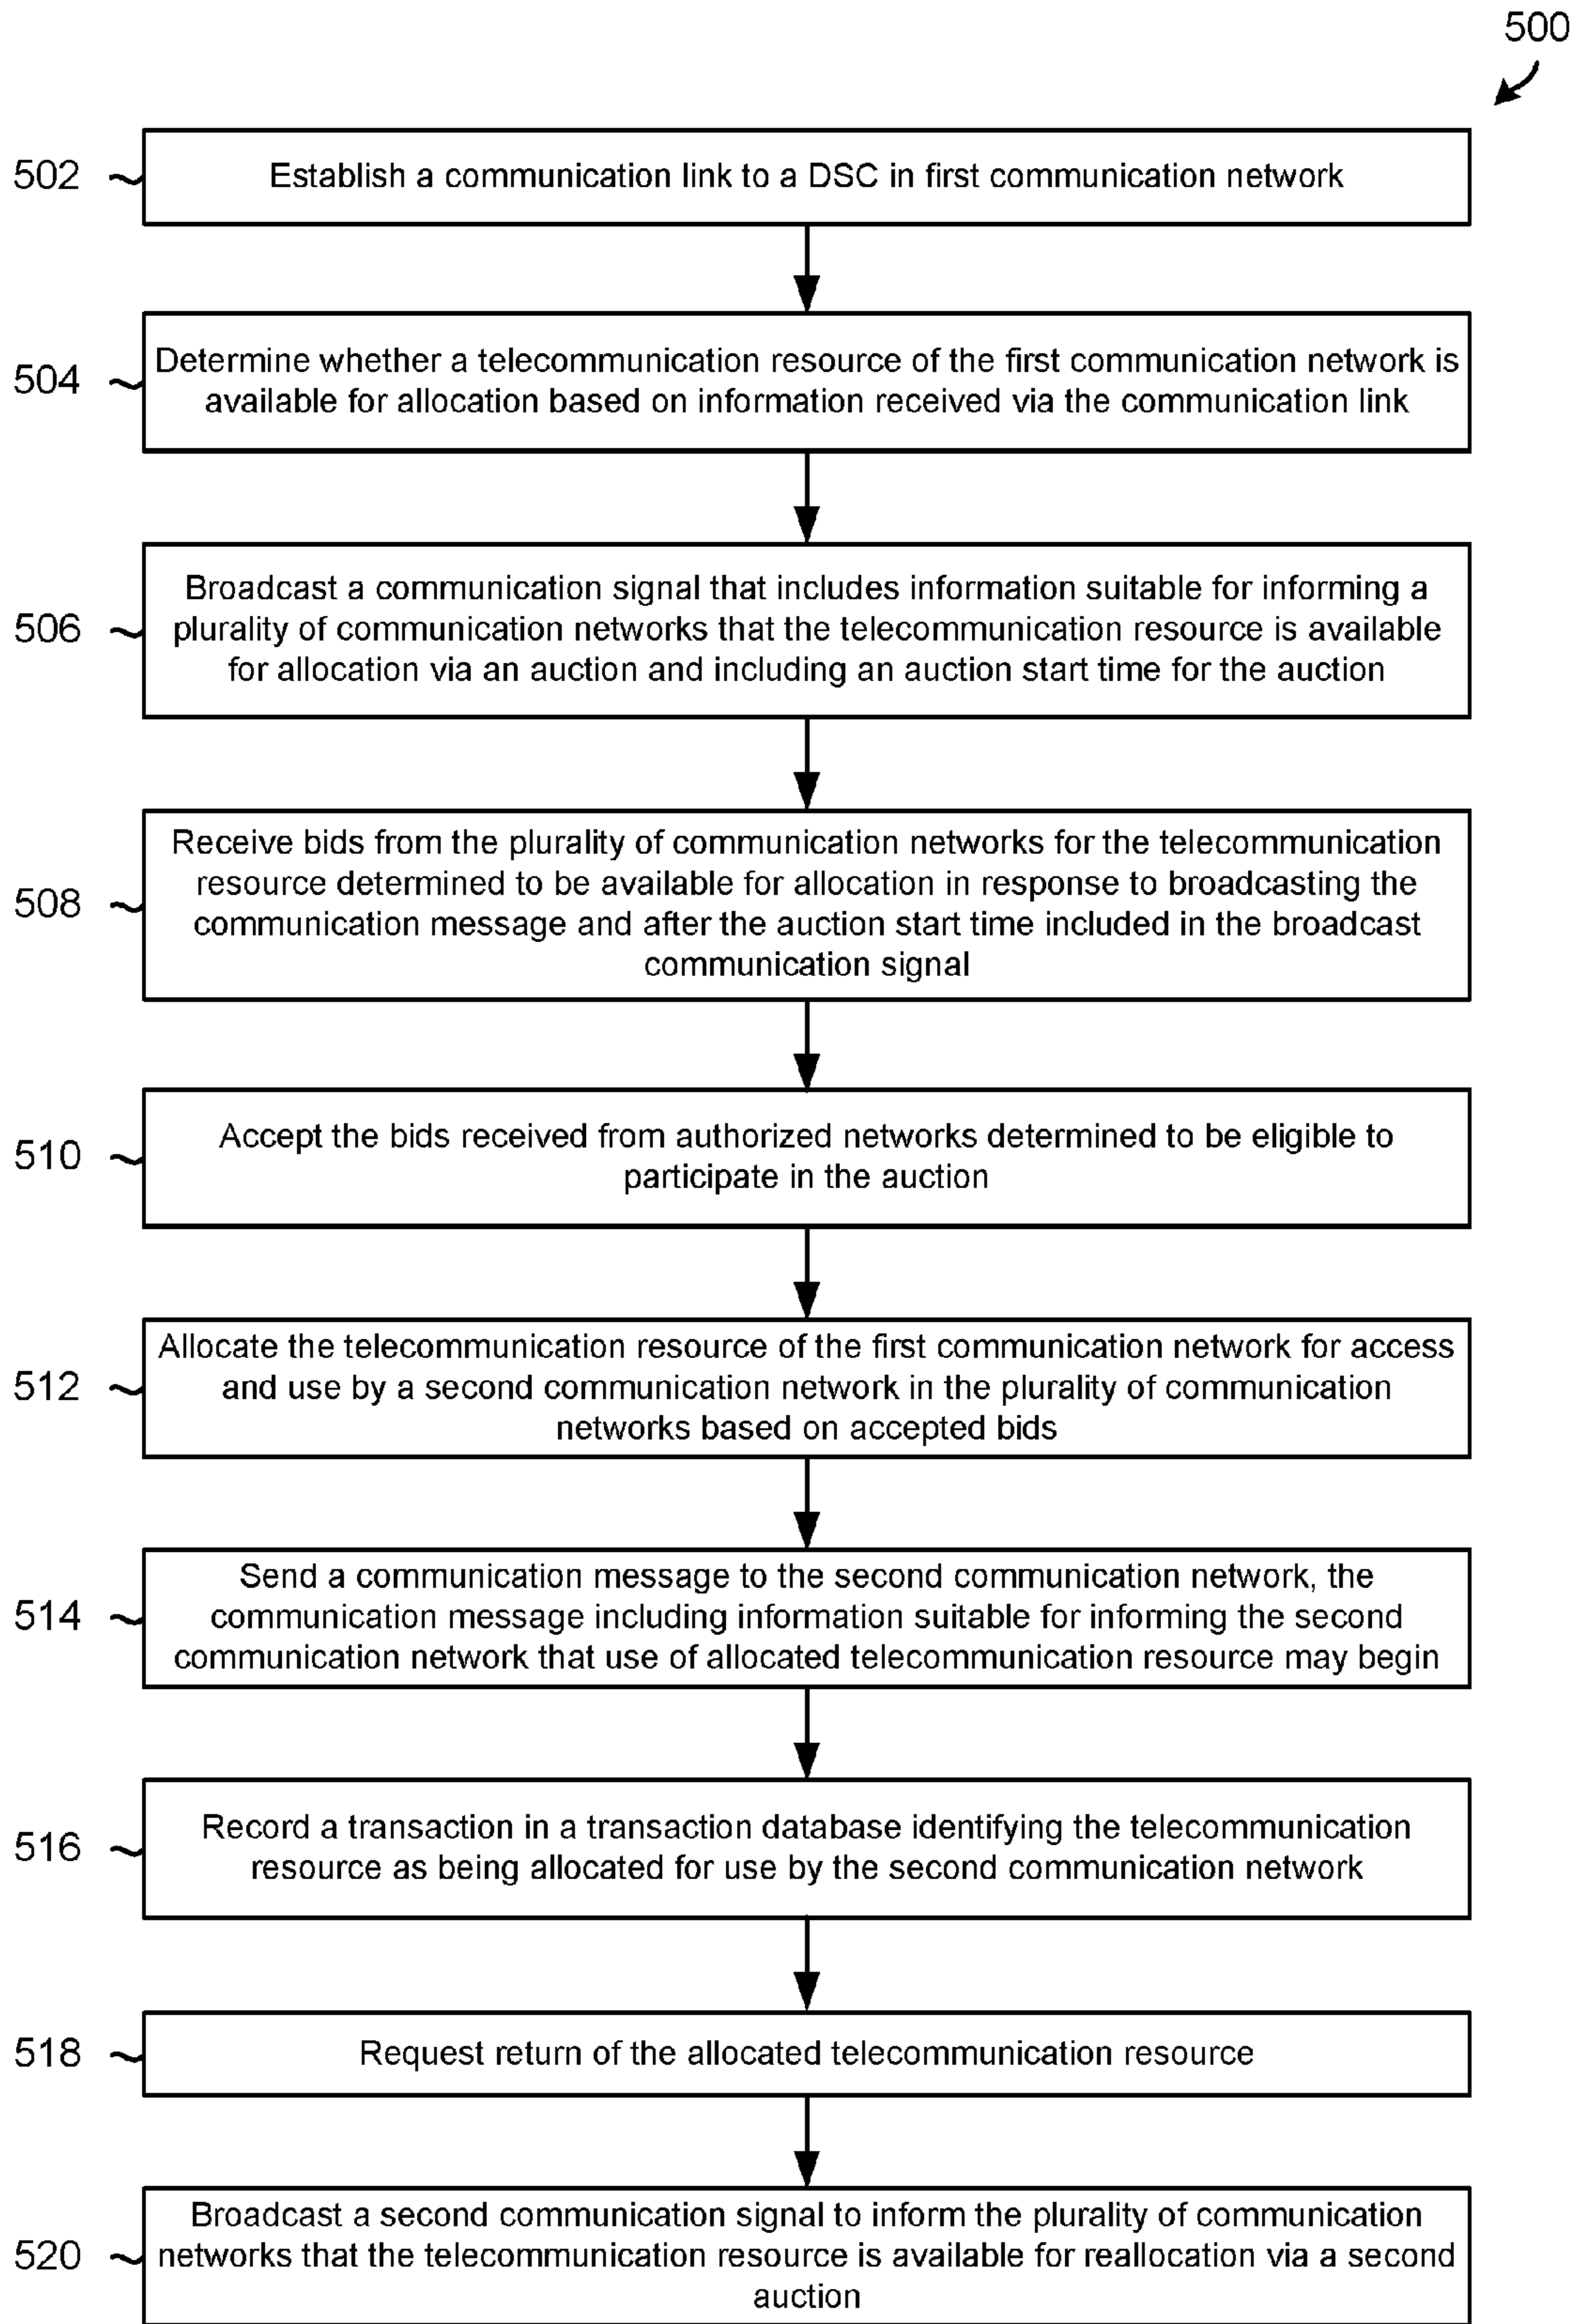 500
502
Establish a communication link to a DSC in first communication network
504
Determine whether a telecommunication resource of the first communication network is
available for allocation based on information received via the communication link
506
Broadcast a communication signal that includes information suitable for informing a
plurality of communication networks that the telecommunication resource is available
for allocation via an auction and including an auction start time for the auction
508
Receive bids from the plurality of communication networks for the telecommunication
resource determined to be available for allocation in response to broadcasting the
communication message and after the auction start time included in the broadcast
communication signal
510
Accept the bids received from authorized networks determined to be eligible to
participate in the auction
512
Allocate the telecommunication resource of the first communication network for access
and use by a second communication network in the plurality of communication
networks based on accepted bids
514
Send a communication message to the second communication network, the
communication message including information suitable for informing the second
communication network that use of allocated telecommunication resource may begin
516
Record a transaction in a transaction database identifying the telecommunication
resource as being allocated for use by the second communication network
518
Request return of the allocated telecommunication resource
520
Broadcast a second communication signal to inform the plurality of communication
networks that the telecommunication resource is available for reallocation via a second
auction